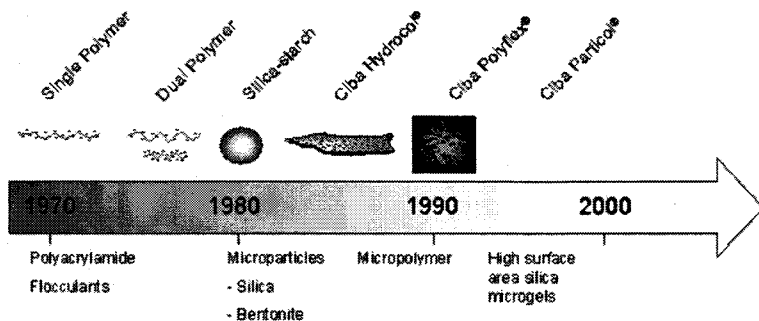 Single Polymer
Dual Polymer
Silica-starch
Ciba Hydrocol®
Ciba Polyflex®
Ciba Particol®
1970 1980 1990 2000
Polyacrylamide Microparticles Micropolymer High surface
Flocculants - Silica area silica
- Bentonite microgels